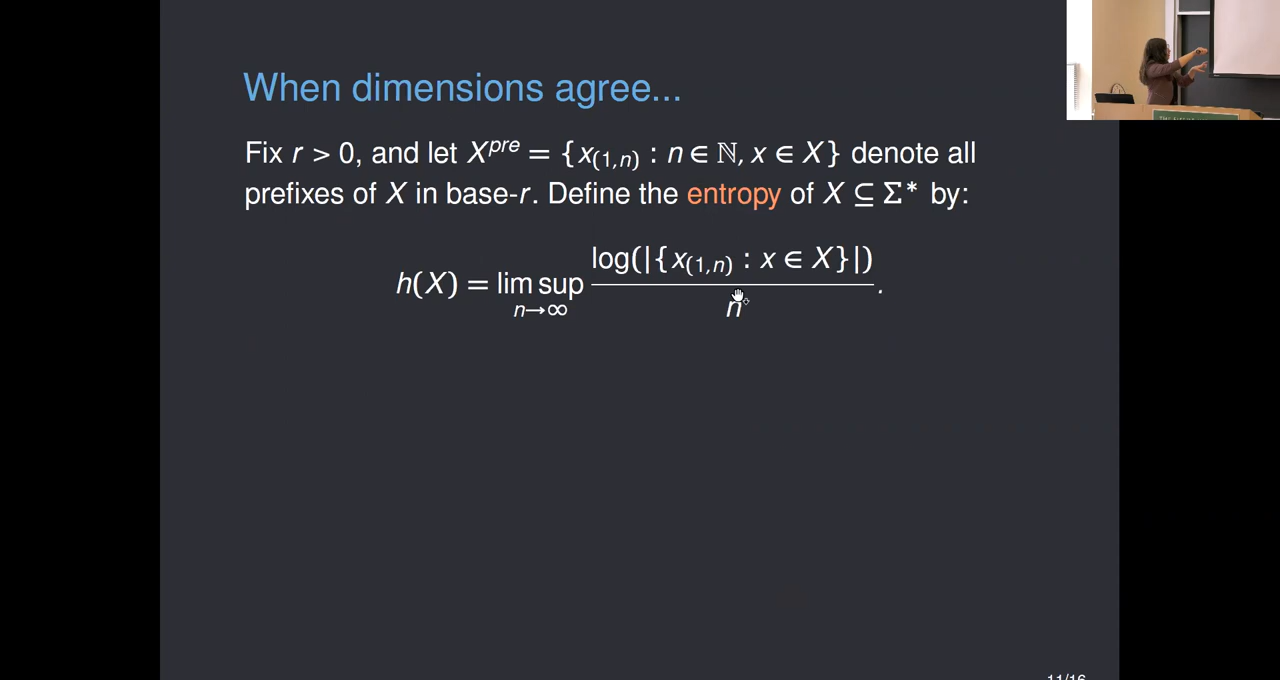 When dimensions agree...
Fix r > 0, and let X^pre = {x_(1,n) : n ∈ ℕ, x ∈ X} denote all
prefixes of X in base-r. Define the entropy of X ⊆ Σ* by:
h(X) = lim sup_{n→∞} log(|{x_(1,n) : x ∈ X}|) / n .
11/16